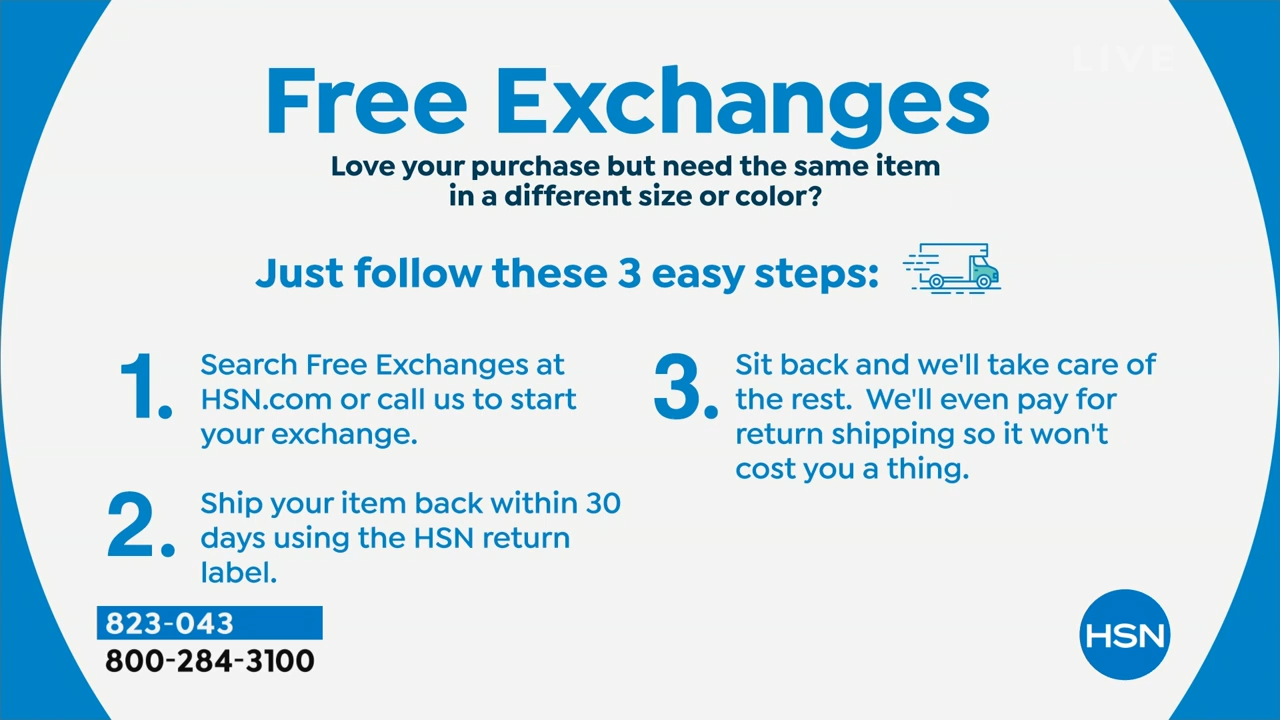 LIVE
Free Exchanges
Love your purchase but need the same item
in a different size or color?
Just follow these 3 easy steps:
1. Search Free Exchanges at
HSN.com or call us to start
your exchange.
2. Ship your item back within 30
days using the HSN return
label.
3. Sit back and we'll take care of
the rest. We'll even pay for
return shipping so it won't
cost you a thing.
823-043
800-284-3100
HSN